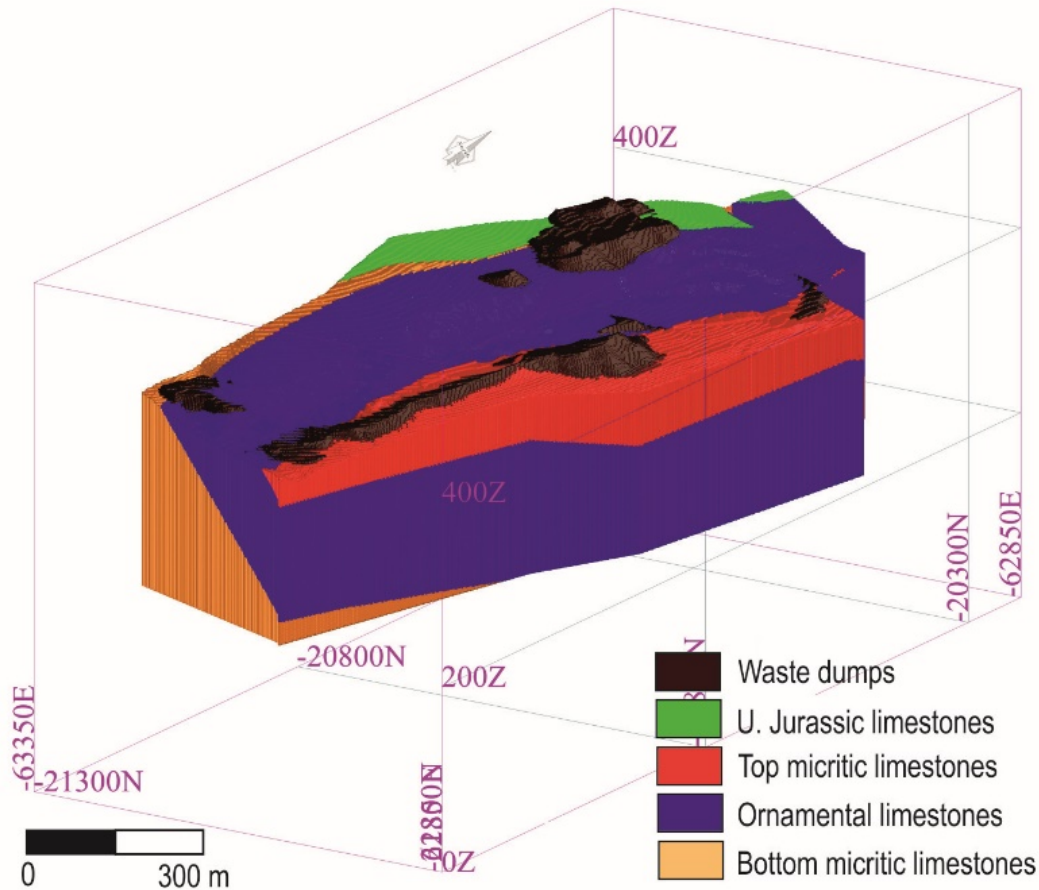 400Z
400Z
-20300N
-62850E
-20800N
200Z
-63350E
-21300N
0Z
Waste dumps
U. Jurassic limestones
Top micritic limestones
Ornamental limestones
Bottom micritic limestones
0 300 m